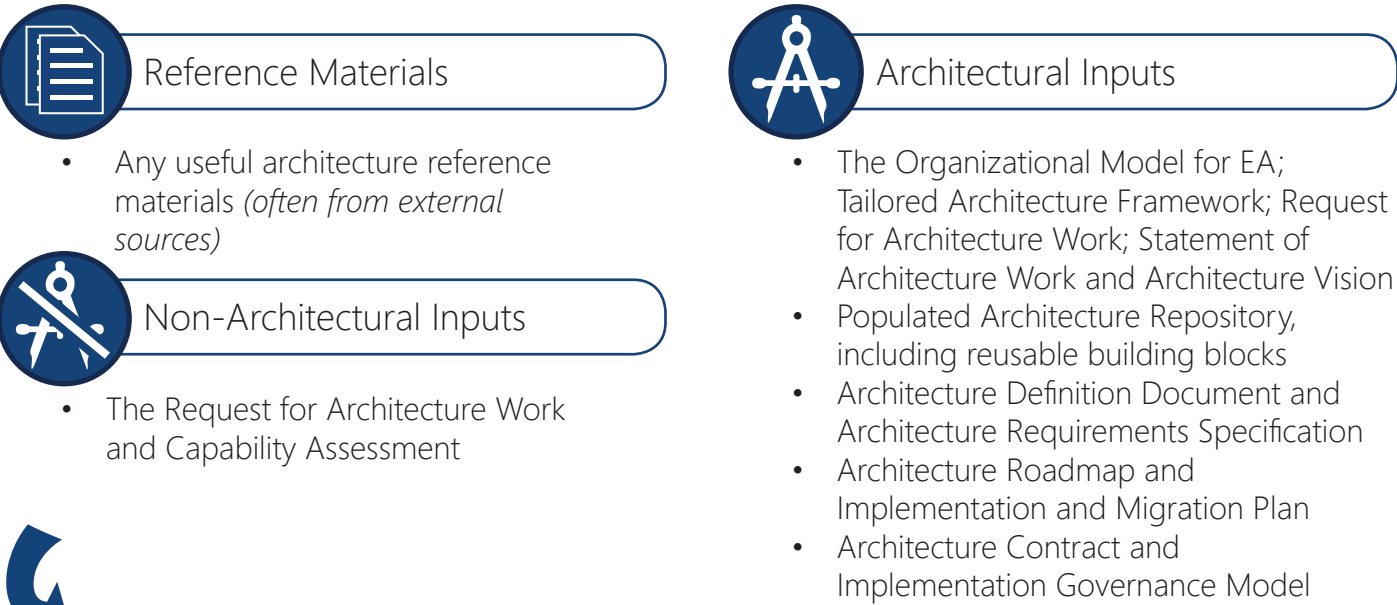 Reference Materials
• Any useful architecture reference
materials (often from external
sources)
Non-Architectural Inputs
• The Request for Architecture Work
and Capability Assessment
Architectural Inputs
• The Organizational Model for EA;
Tailored Architecture Framework; Request
for Architecture Work; Statement of
Architecture Work and Architecture Vision
• Populated Architecture Repository,
including reusable building blocks
• Architecture Definition Document and
Architecture Requirements Specification
• Architecture Roadmap and
Implementation and Migration Plan
• Architecture Contract and
Implementation Governance Model